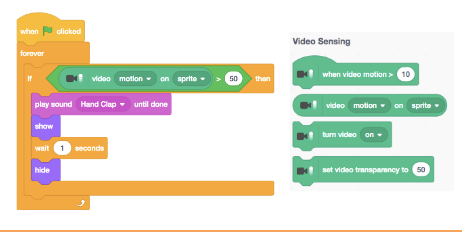 when clicked
forever
if video motion on sprite > 50 then
play sound Hand Clap until done
show
wait 1 seconds
hide
Video Sensing
when video motion > 10
video motion on sprite
turn video on
set video transparency to 50